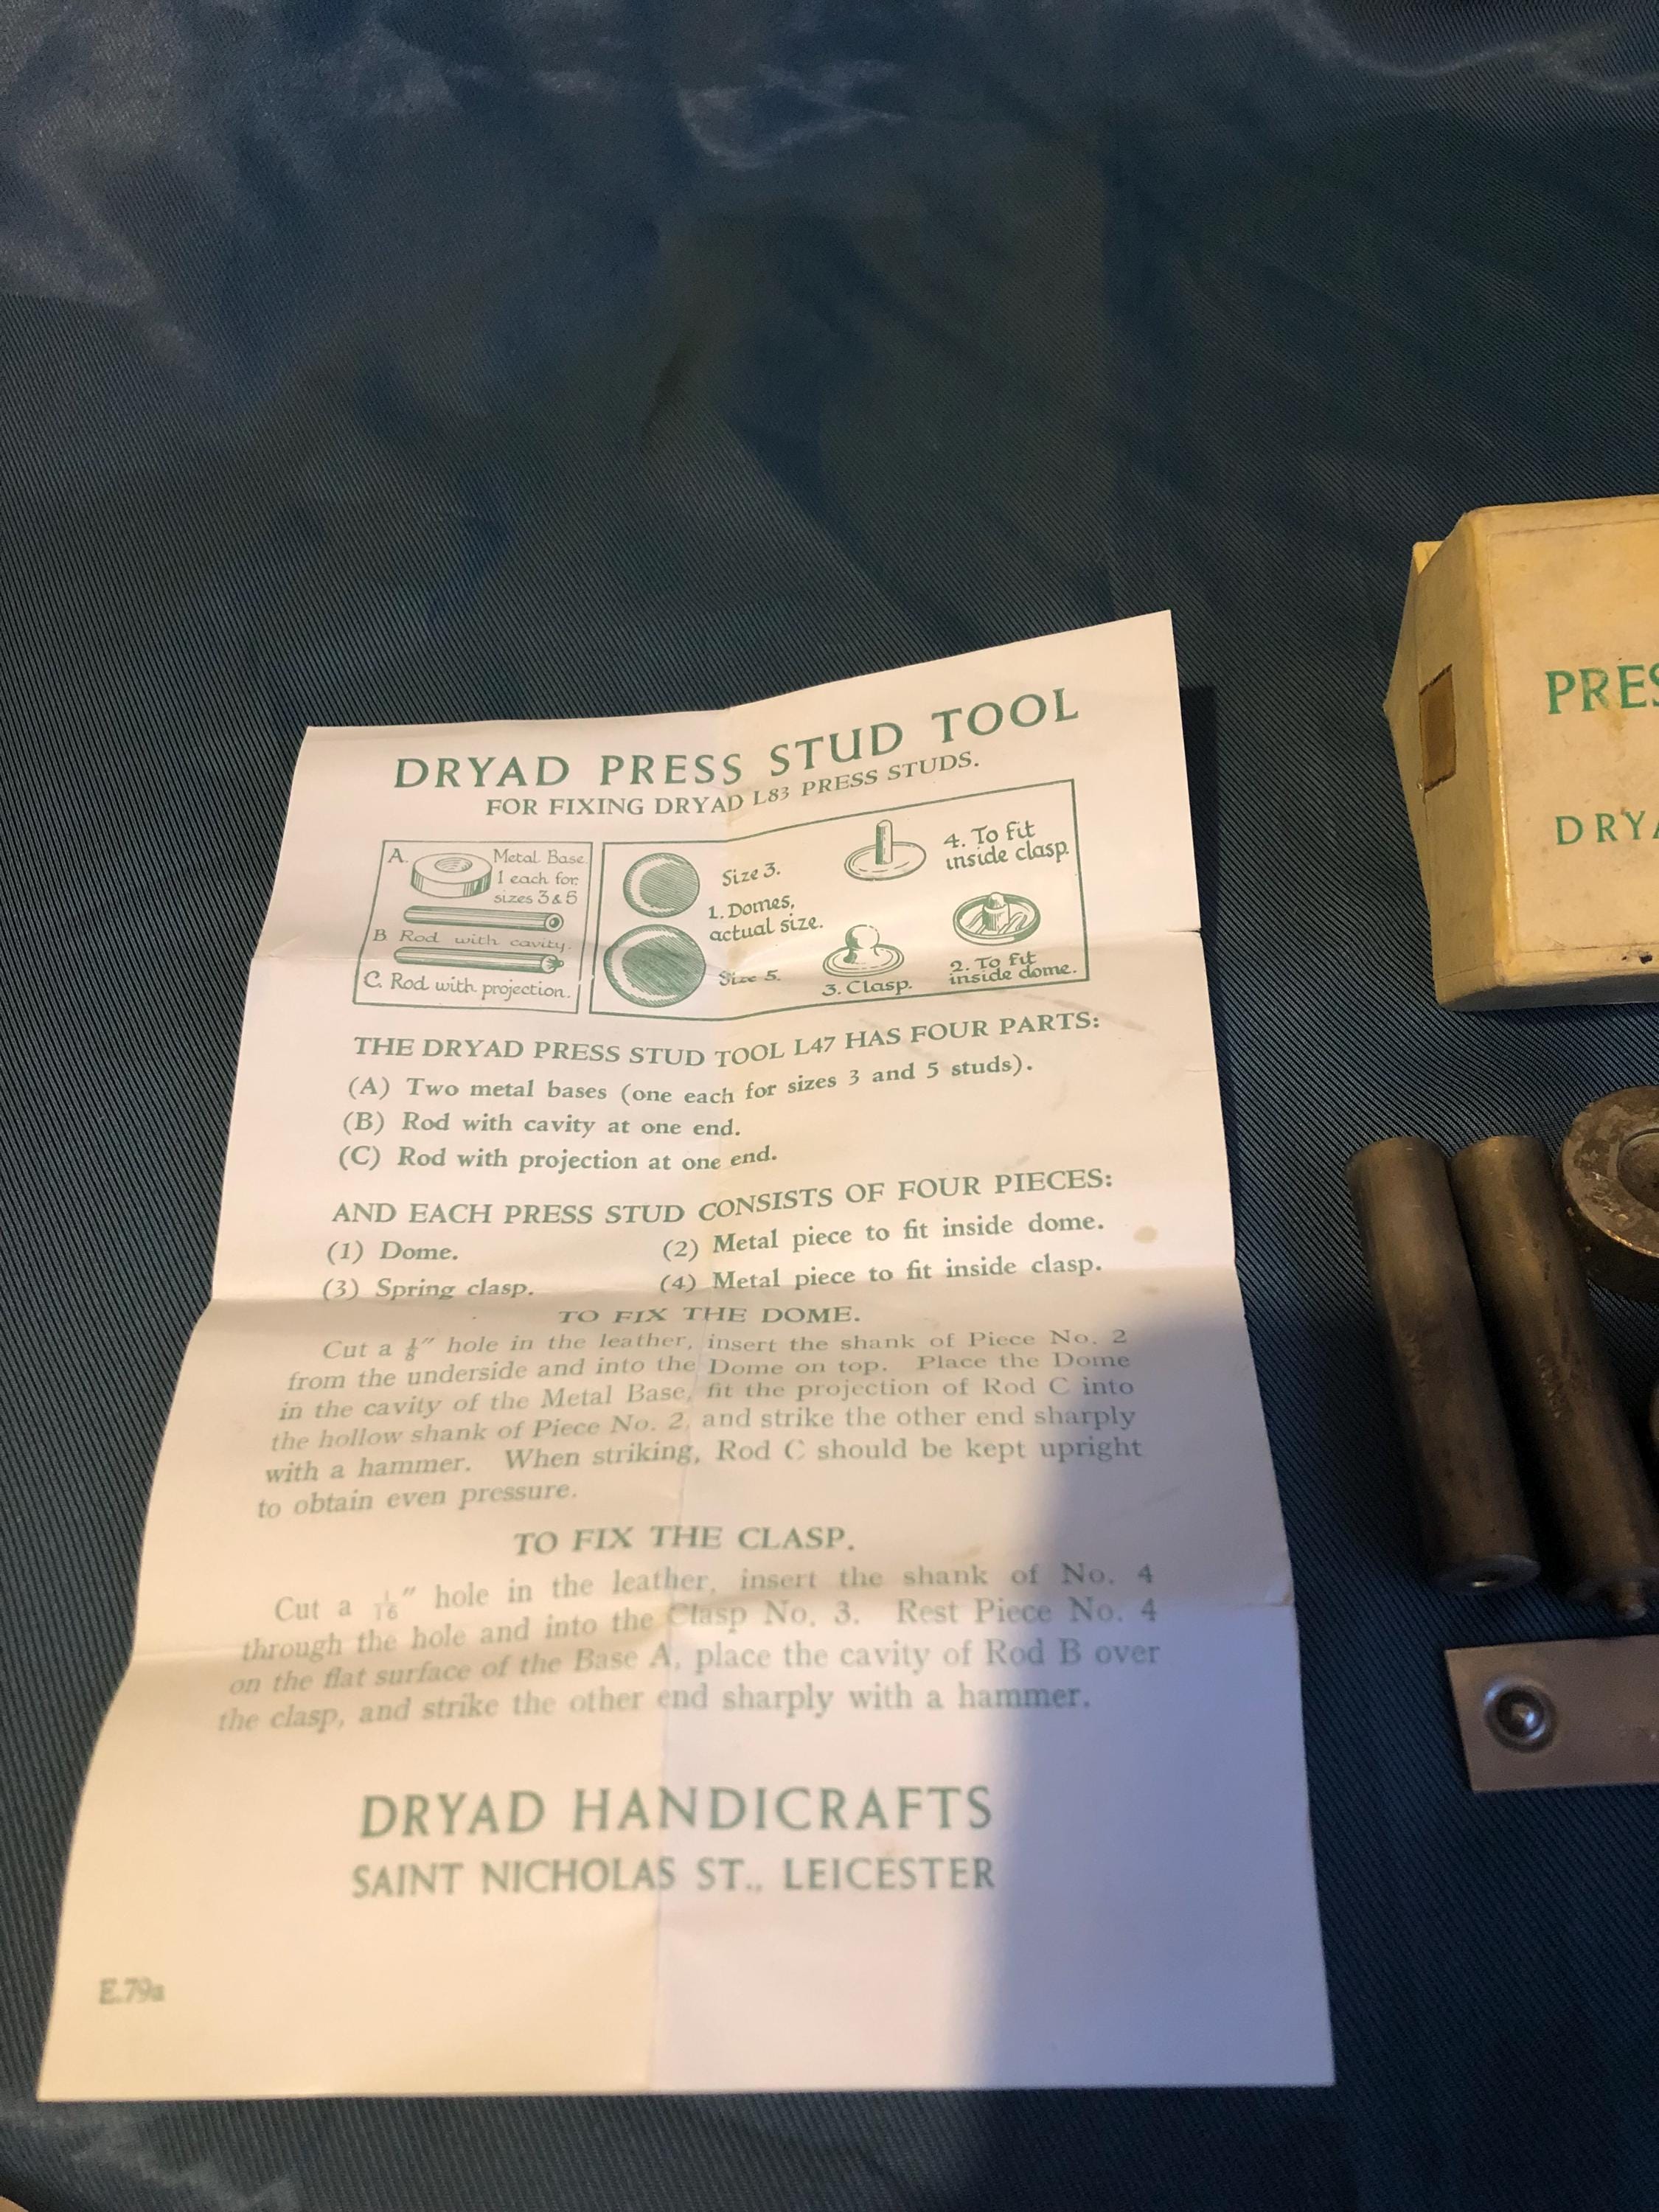 DRYAD PRESS STUD TOOL
FOR FIXING DRYAD L83 PRESS STUDS.
A. Metal Base.
1 each for
sizes 3 & 5
B Rod with cavity.
C. Rod with projection.
Size 3.
1. Domes,
actual size.
Size 5.
4. To fit
inside clasp.
3. Clasp.
2. To fit
inside dome.
THE DRYAD PRESS STUD TOOL L47 HAS FOUR PARTS:
(A) Two metal bases (one each for sizes 3 and 5 studs).
(B) Rod with cavity at one end.
(C) Rod with projection at one end.
AND EACH PRESS STUD CONSISTS OF FOUR PIECES:
(1) Dome. (2) Metal piece to fit inside dome.
(3) Spring clasp. (4) Metal piece to fit inside clasp.
TO FIX THE DOME.
Cut a ⅛″ hole in the leather, insert the shank of Piece No. 2
from the underside and into the Dome on top. Place the Dome
in the cavity of the Metal Base, fit the projection of Rod C into
the hollow shank of Piece No. 2, and strike the other end sharply
with a hammer. When striking, Rod C should be kept upright
to obtain even pressure.
TO FIX THE CLASP.
Cut a 1/16″ hole in the leather, insert the shank of No. 4
through the hole and into the Clasp No. 3. Rest Piece No. 4
on the flat surface of the Base A, place the cavity of Rod B over
the clasp, and strike the other end sharply with a hammer.
DRYAD HANDICRAFTS
SAINT NICHOLAS ST., LEICESTER
E.79a
PRES
DRYA